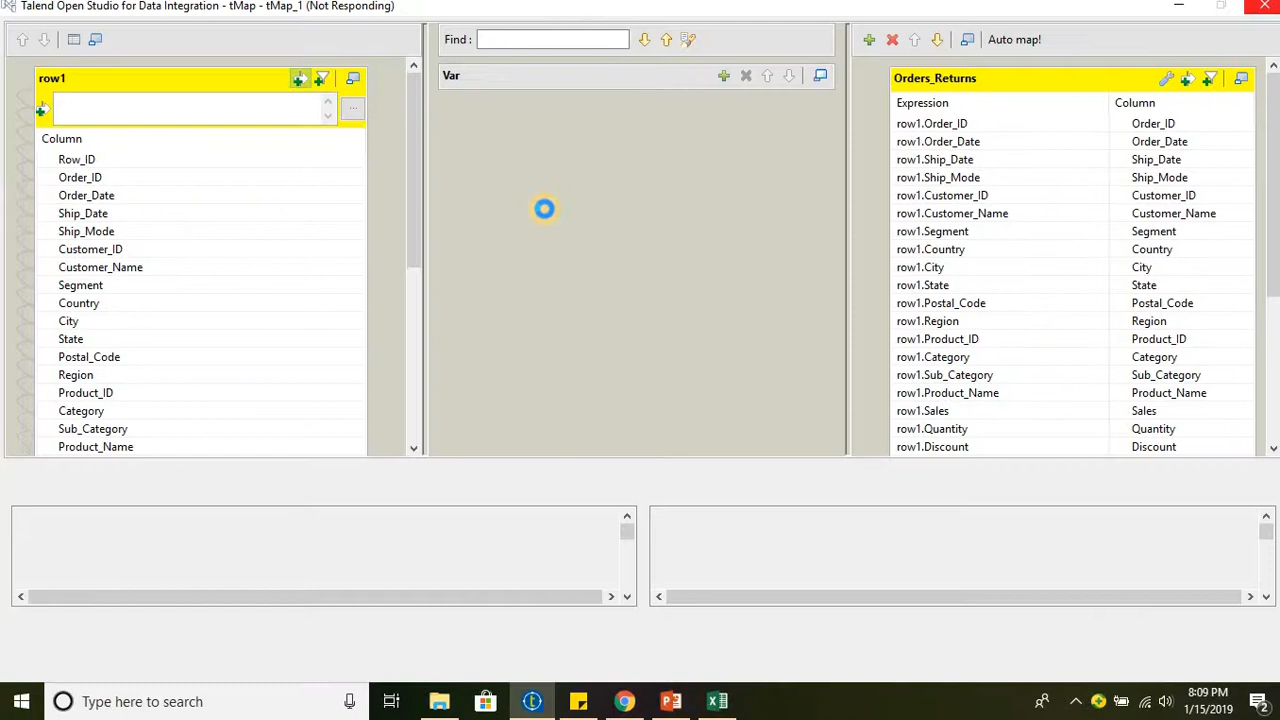 Talend Open Studio for Data Integration - tMap - tMap_1 (Not Responding)
Find :
Auto map!
row1
Var
Orders_Returns
...
Column
Row_ID
Order_ID
Order_Date
Ship_Date
Ship_Mode
Customer_ID
Customer_Name
Segment
Country
City
State
Postal_Code
Region
Product_ID
Category
Sub_Category
Product_Name
Expression Column
row1.Order_ID Order_ID
row1.Order_Date Order_Date
row1.Ship_Date Ship_Date
row1.Ship_Mode Ship_Mode
row1.Customer_ID Customer_ID
row1.Customer_Name Customer_Name
row1.Segment Segment
row1.Country Country
row1.City City
row1.State State
row1.Postal_Code Postal_Code
row1.Region Region
row1.Product_ID Product_ID
row1.Category Category
row1.Sub_Category Sub_Category
row1.Product_Name Product_Name
row1.Sales Sales
row1.Quantity Quantity
row1.Discount Discount
Type here to search
8:09 PM
1/15/2019
2